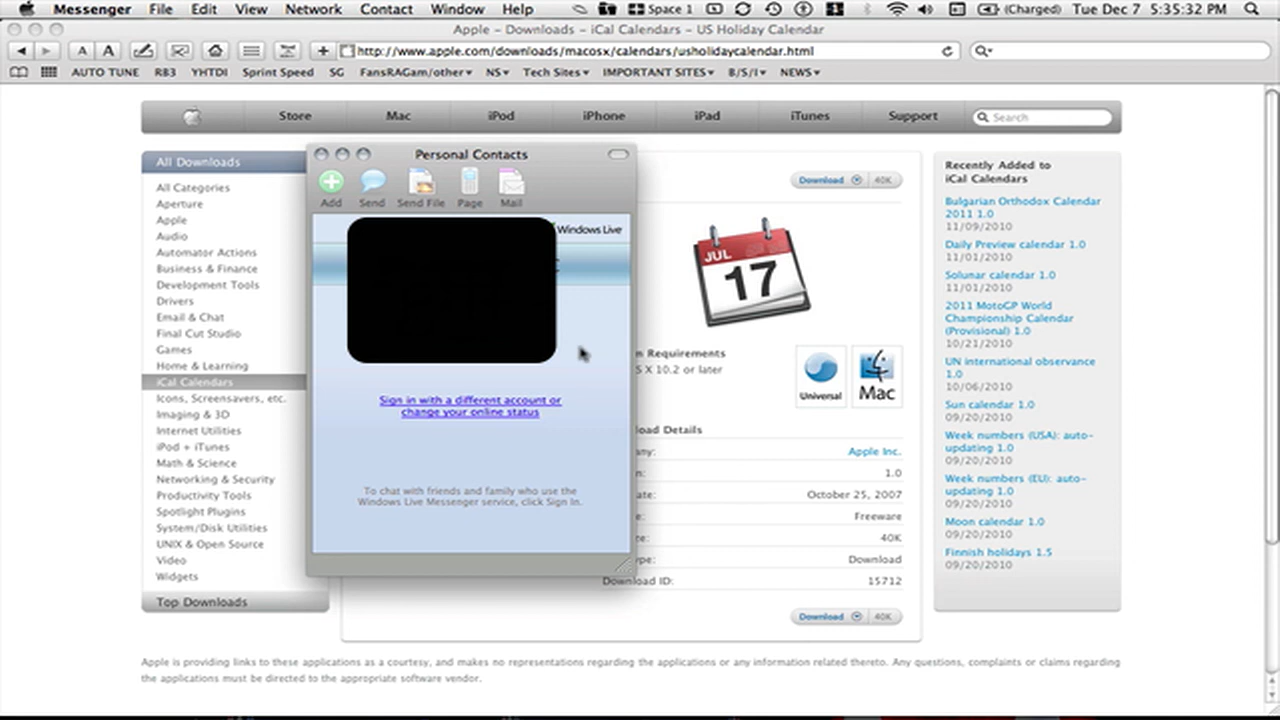 Messenger File Edit View Network Contact Window Help Space 1 (Charged) Tue Dec 7 5:35:32 PM
Apple – Downloads – iCal Calendars – US Holiday Calendar
A A http://www.apple.com/downloads/macosx/calendars/usholidaycalendar.html
AUTO TUNE RB3 YHTDI Sprint Speed SG FansRAGam/other NS Tech Sites IMPORTANT SITES B/S/I NEWS
Store Mac iPod iPhone iPad iTunes Support Search
All Downloads
All Categories
Aperture
Apple
Audio
Automator Actions
Business & Finance
Development Tools
Drivers
Email & Chat
Final Cut Studio
Games
Home & Learning
iCal Calendars
Icons, Screensavers, etc.
Imaging & 3D
Internet Utilities
iPod + iTunes
Math & Science
Networking & Security
Productivity Tools
Spotlight Plugins
System/Disk Utilities
UNIX & Open Source
Video
Widgets
Top Downloads
Personal Contacts
Add Send Send File Page Mail
Windows Live
Sign in with a different account or
change your online status
To chat with friends and family who use the
Windows Live Messenger service, click Sign In.
Download 40K
JUL
17
n Requirements
S X 10.2 or later
Universal
Mac
load Details
ny: Apple Inc.
n: 1.0
ate: October 25, 2007
e: Freeware
ze: 40K
ype: Download
Download ID: 15712
Download 40K
Recently Added to
iCal Calendars
Bulgarian Orthodox Calendar
2011 1.0
11/09/2010
Daily Preview calendar 1.0
11/01/2010
Solunar calendar 1.0
11/01/2010
2011 MotoGP World
Championship Calendar
(Provisional) 1.0
10/21/2010
UN international observance
1.0
10/06/2010
Sun calendar 1.0
09/20/2010
Week numbers (USA): auto-
updating 1.0
09/20/2010
Week numbers (EU): auto-
updating 1.0
09/20/2010
Moon calendar 1.0
09/20/2010
Finnish holidays 1.5
09/20/2010
Apple is providing links to these applications as a courtesy, and makes no representations regarding the applications or any information related thereto. Any questions, complaints or claims regarding
the applications must be directed to the appropriate software vendor.